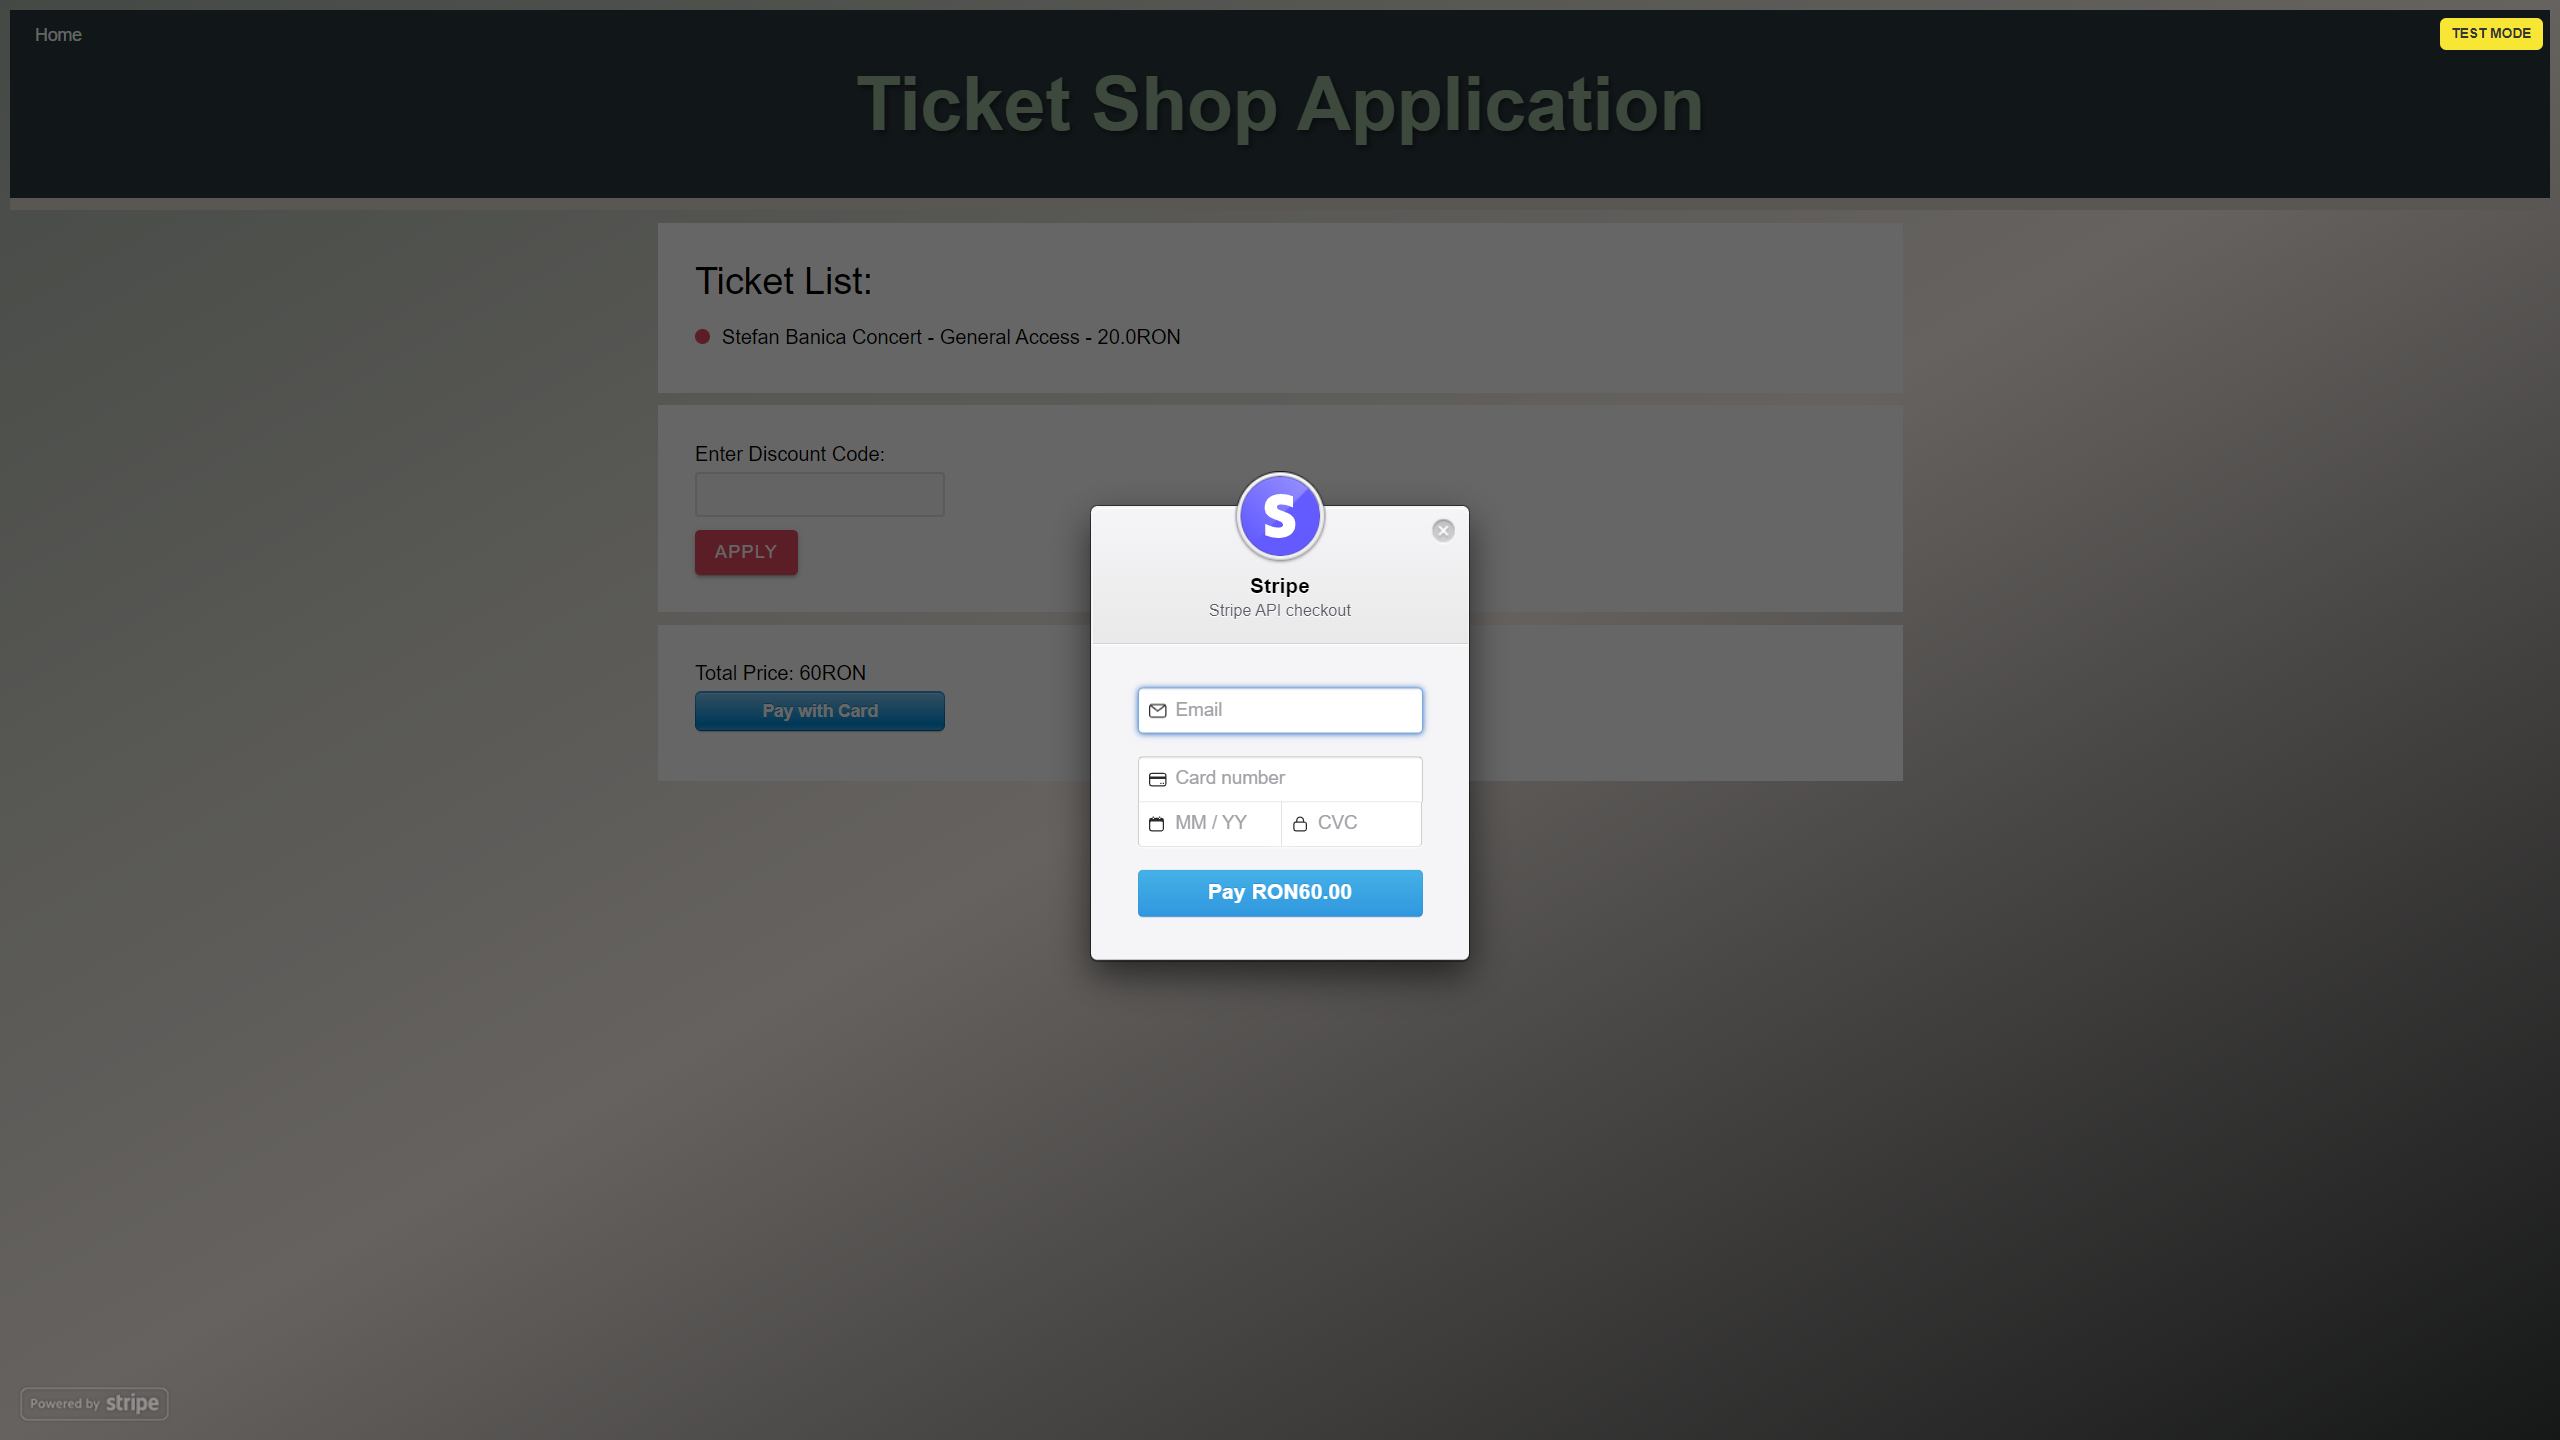 Home
TEST MODE
Ticket Shop Application
Ticket List:
Stefan Banica Concert - General Access - 20.0RON
Enter Discount Code:
APPLY
Total Price: 60RON
Pay with Card
S
Stripe
Stripe API checkout
Email
Card number
MM / YY
CVC
Pay RON60.00
Powered by stripe